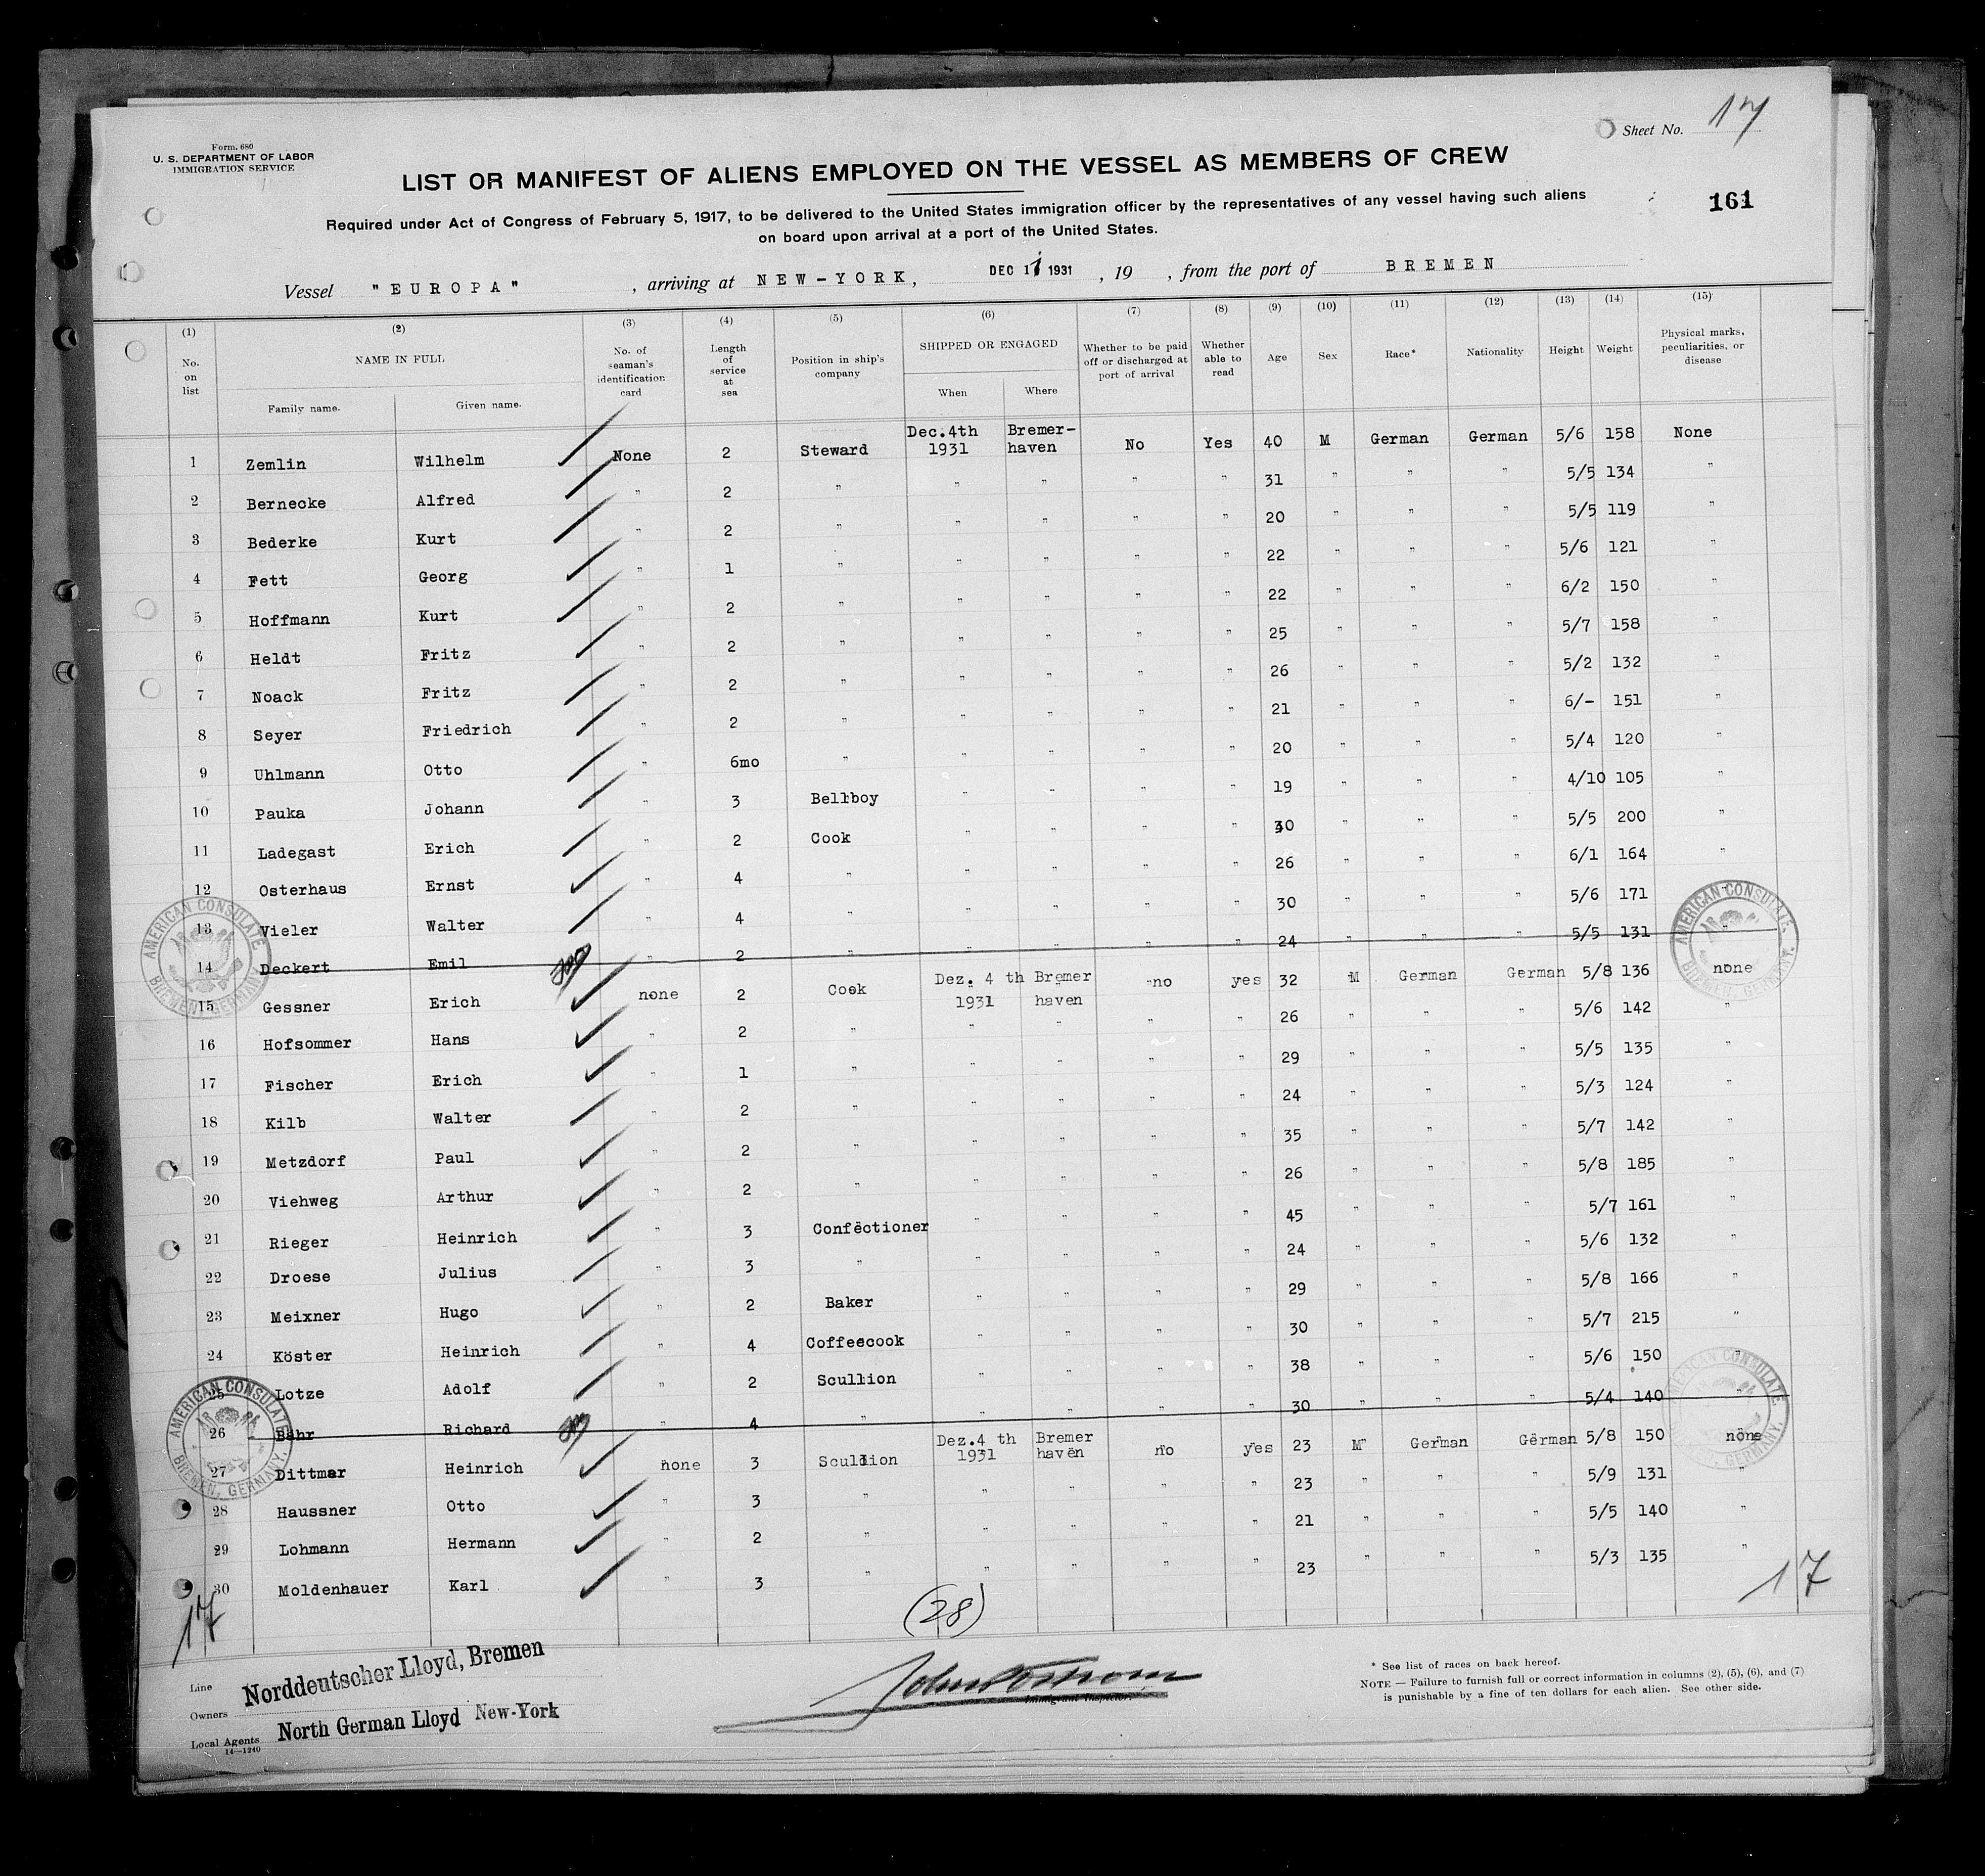 Form. 680
U. S. DEPARTMENT OF LABOR
IMMIGRATION SERVICE
Sheet No. 17
LIST OR MANIFEST OF ALIENS EMPLOYED ON THE VESSEL AS MEMBERS OF CREW
161
Required under Act of Congress of February 5, 1917, to be delivered to the United States immigration officer by the representatives of any vessel having such aliens
on board upon arrival at a port of the United States.
Vessel "EUROPA", arriving at NEW-YORK, DEC 11 1931, 19 , from the port of BREMEN
(1) (2) (3) (4) (5) (6) (7) (8) (9) (10) (11) (12) (13) (14) (15)
No. on list NAME IN FULL Family name. Given name. No. of seaman's identification card Length of service at sea Position in ship's company SHIPPED OR ENGAGED When Where Whether to be paid off or discharged at port of arrival Whether able to read Age Sex Race* Nationality Height Weight Physical marks, peculiarities, or disease
1 Zemlin Wilhelm None 2 Steward Dec.4th 1931 Bremer-haven No Yes 40 M German German 5/6 158 None
2 Bernecke Alfred " 2 " " " " " 31 " " " 5/5 134 "
3 Bederke Kurt " 2 " " " " " 20 " " " 5/5 119 "
4 Fett Georg " 1 " " " " " 22 " " " 5/6 121 "
5 Hoffmann Kurt " 2 " " " " " 22 " " " 6/2 150 "
6 Heldt Fritz " 2 " " " " " 25 " " " 5/7 158 "
7 Noack Fritz " 2 " " " " " 26 " " " 5/2 132 "
8 Seyer Friedrich " 2 " " " " " 21 " " " 6/- 151 "
9 Uhlmann Otto " 6mo " " " " " 20 " " " 5/4 120 "
10 Pauka Johann " 3 Bellboy " " " " 19 " " " 4/10 105 "
11 Ladegast Erich " 2 Cook " " " " 30 " " " 5/5 200 "
12 Osterhaus Ernst " 4 " " " " " 26 " " " 6/1 164 "
13 Vieler Walter " 4 " " " " " 30 " " " 5/6 171 "
14 Deckert Emil " 2 " " " " " 24 " " " 5/5 131 "
15 Gessner Erich none 2 Cook Dez. 4 th 1931 Bremer haven no yes 32 M German German 5/8 136 none
16 Hofsommer Hans " 2 " " " " " 26 " " " 5/6 142 "
17 Fischer Erich " 1 " " " " " 29 " " " 5/5 135 "
18 Kilb Walter " 2 " " " " " 24 " " " 5/3 124 "
19 Metzdorf Paul " 2 " " " " " 35 " " " 5/7 142 "
20 Viehweg Arthur " 2 " " " " " 26 " " " 5/8 185 "
21 Rieger Heinrich " 3 Confectioner " " " " 45 " " " 5/7 161 "
22 Droese Julius " 3 " " " " " 24 " " " 5/6 132 "
23 Meixner Hugo " 2 Baker " " " " 29 " " " 5/8 166 "
24 Köster Heinrich " 4 Coffeecook " " " " 30 " " " 5/7 215 "
25 Lotze Adolf " 2 Scullion " " " " 38 " " " 5/6 150 "
26 Bähr Richard " 4 " " " " " 30 " " " 5/4 140 "
27 Dittmar Heinrich none 3 Scullion Dez.4 th 1931 Bremer haven no yes 23 M German German 5/8 150 none
28 Haussner Otto " 3 " " " " " 23 " " " 5/9 131 "
29 Lohmann Hermann " 2 " " " " " 21 " " " 5/5 140 "
30 Moldenhauer Karl " 3 " " " " " 23 " " " 5/3 135 "
AMERICAN CONSULATE
BREMEN, GERMANY.
AMERICAN CONSULATE.
BREMEN, GERMANY.
AMERICAN CONSULATE
BREMEN, GERMANY.
AMERICAN CONSULATE
BREMEN, GERMANY.
17
17
(28)
Line Norddeutscher Lloyd, Bremen
Owners
Local Agents North German Lloyd New-York
14—1240
Immigrant Inspector.
* See list of races on back hereof.
NOTE — Failure to furnish full or correct information in columns (2), (5), (6), and (7)
is punishable by a fine of ten dollars for each alien. See other side.